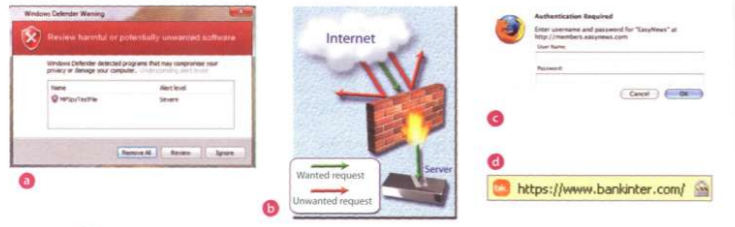 Windows Defender Warning
Review harmful or potentially unwanted software
Windows Defender detected programs that may compromise your
privacy or damage your computer. Understanding alert levels
Name Alert level
Severe
Remove All Review Ignore
a
Internet
Server
Wanted request
Unwanted request
b
Authentication Required
Enter username and password for "EasyNews" at
http://members.easynews.com
User Name:
Password:
Cancel OK
c
d
https://www.bankinter.com/